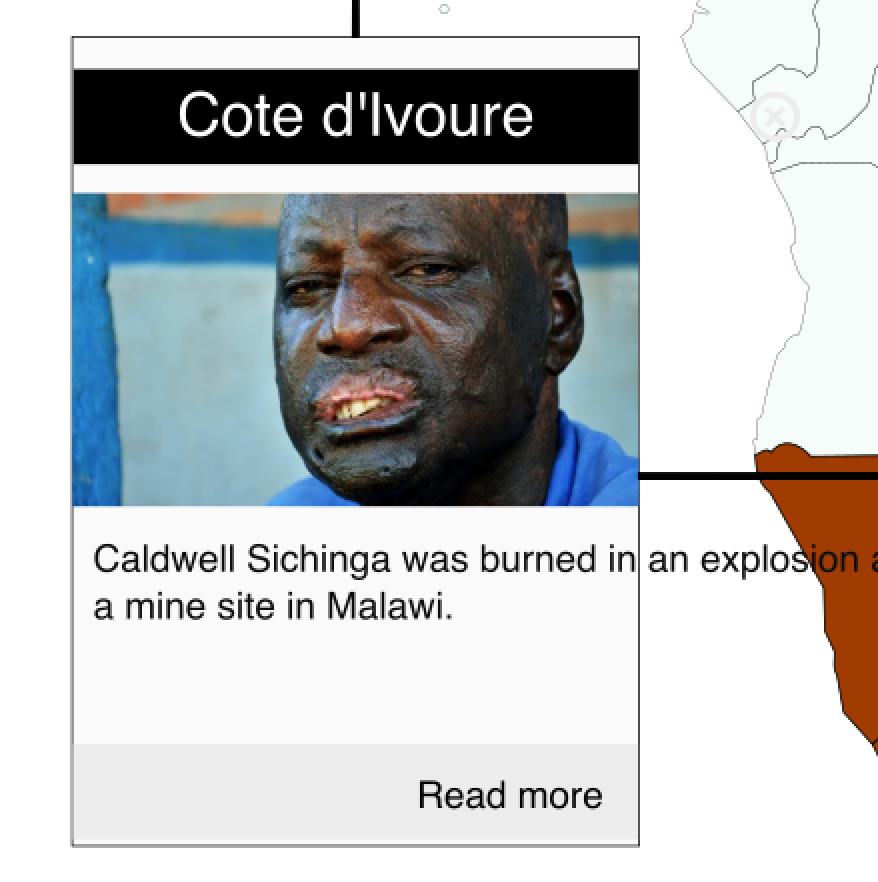 Cote d'Ivoure
Caldwell Sichinga was burned in an explosion a
a mine site in Malawi.
Read more